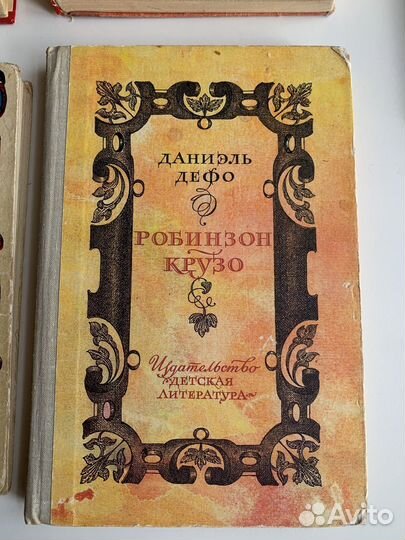 ДАНИЭЛЬ
ДЕФО
РОБИНЗОН
КРУЗО
Издательство
«ДЕТСКАЯ
ЛИТЕРАТУРА»
Avito